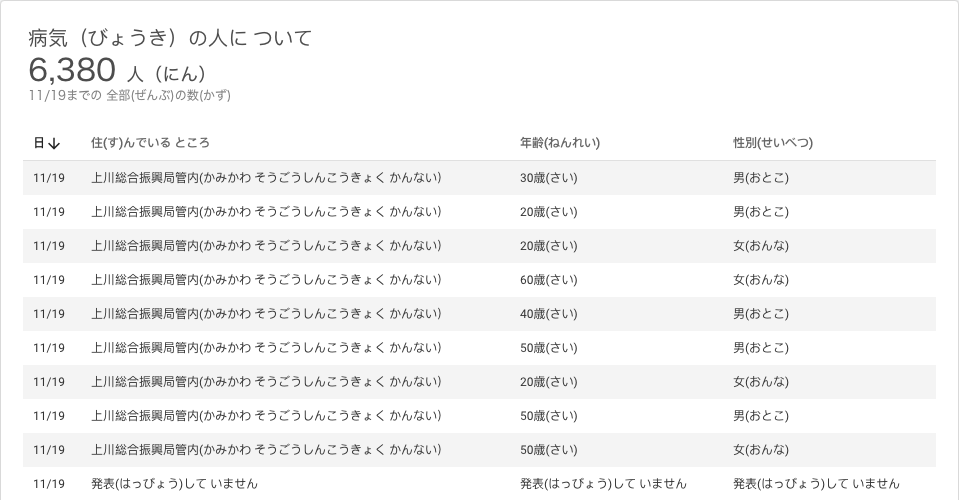 病気（びょうき）の人に ついて
6,380 人（にん）
11/19までの 全部(ぜんぶ)の数(かず)
日↓ 住(す)んでいる ところ 年齢(ねんれい) 性別(せいべつ)
11/19 上川総合振興局管内(かみかわ そうごうしんこうきょく かんない) 30歳(さい) 男(おとこ)
11/19 上川総合振興局管内(かみかわ そうごうしんこうきょく かんない) 20歳(さい) 男(おとこ)
11/19 上川総合振興局管内(かみかわ そうごうしんこうきょく かんない) 20歳(さい) 女(おんな)
11/19 上川総合振興局管内(かみかわ そうごうしんこうきょく かんない) 60歳(さい) 女(おんな)
11/19 上川総合振興局管内(かみかわ そうごうしんこうきょく かんない) 40歳(さい) 男(おとこ)
11/19 上川総合振興局管内(かみかわ そうごうしんこうきょく かんない) 50歳(さい) 男(おとこ)
11/19 上川総合振興局管内(かみかわ そうごうしんこうきょく かんない) 20歳(さい) 女(おんな)
11/19 上川総合振興局管内(かみかわ そうごうしんこうきょく かんない) 50歳(さい) 男(おとこ)
11/19 上川総合振興局管内(かみかわ そうごうしんこうきょく かんない) 50歳(さい) 女(おんな)
11/19 発表(はっぴょう)して いません 発表(はっぴょう)して いません 発表(はっぴょう)して いません